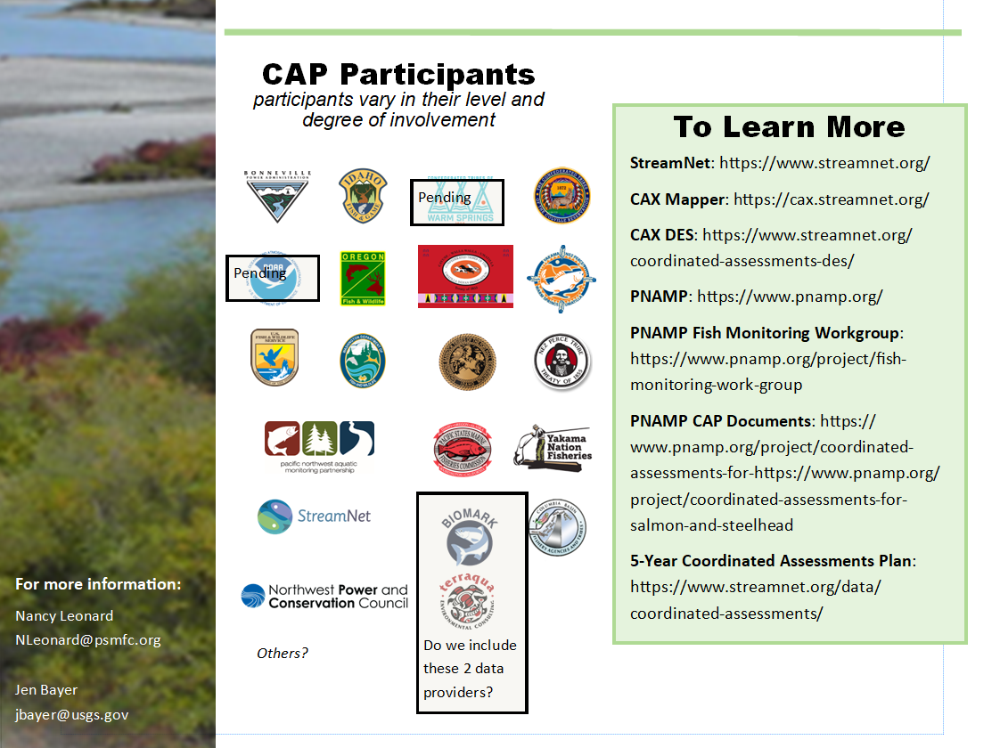 CAP Participants
participants vary in their level and
degree of involvement
BONNEVILLE
POWER ADMINISTRATION
IDAHO
FISH & GAME
Pending
WARM SPRINGS
Pending
NOAA
OREGON
Fish & Wildlife
U.S.
FISH & WILDLIFE
SERVICE
NEZ PERCE TRIBE
TREATY OF 1855
pacific northwest aquatic
monitoring partnership
PACIFIC STATES MARINE
FISHERIES COMMISSION
Yakama
Nation
Fisheries
StreamNet
BIOMARK
COLUMBIA BASIN
FISHERY AGENCIES AND TRIBES
Northwest Power and
Conservation Council
terraqua
ENVIRONMENTAL CONSULTING
Others?
Do we include
these 2 data
providers?
To Learn More
StreamNet: https://www.streamnet.org/
CAX Mapper: https://cax.streamnet.org/
CAX DES: https://www.streamnet.org/
coordinated-assessments-des/
PNAMP: https://www.pnamp.org/
PNAMP Fish Monitoring Workgroup:
https://www.pnamp.org/project/fish-
monitoring-work-group
PNAMP CAP Documents: https://
www.pnamp.org/project/coordinated-
assessments-for-https://www.pnamp.org/
project/coordinated-assessments-for-
salmon-and-steelhead
5-Year Coordinated Assessments Plan:
https://www.streamnet.org/data/
coordinated-assessments/
For more information:
Nancy Leonard
NLeonard@psmfc.org
Jen Bayer
jbayer@usgs.gov